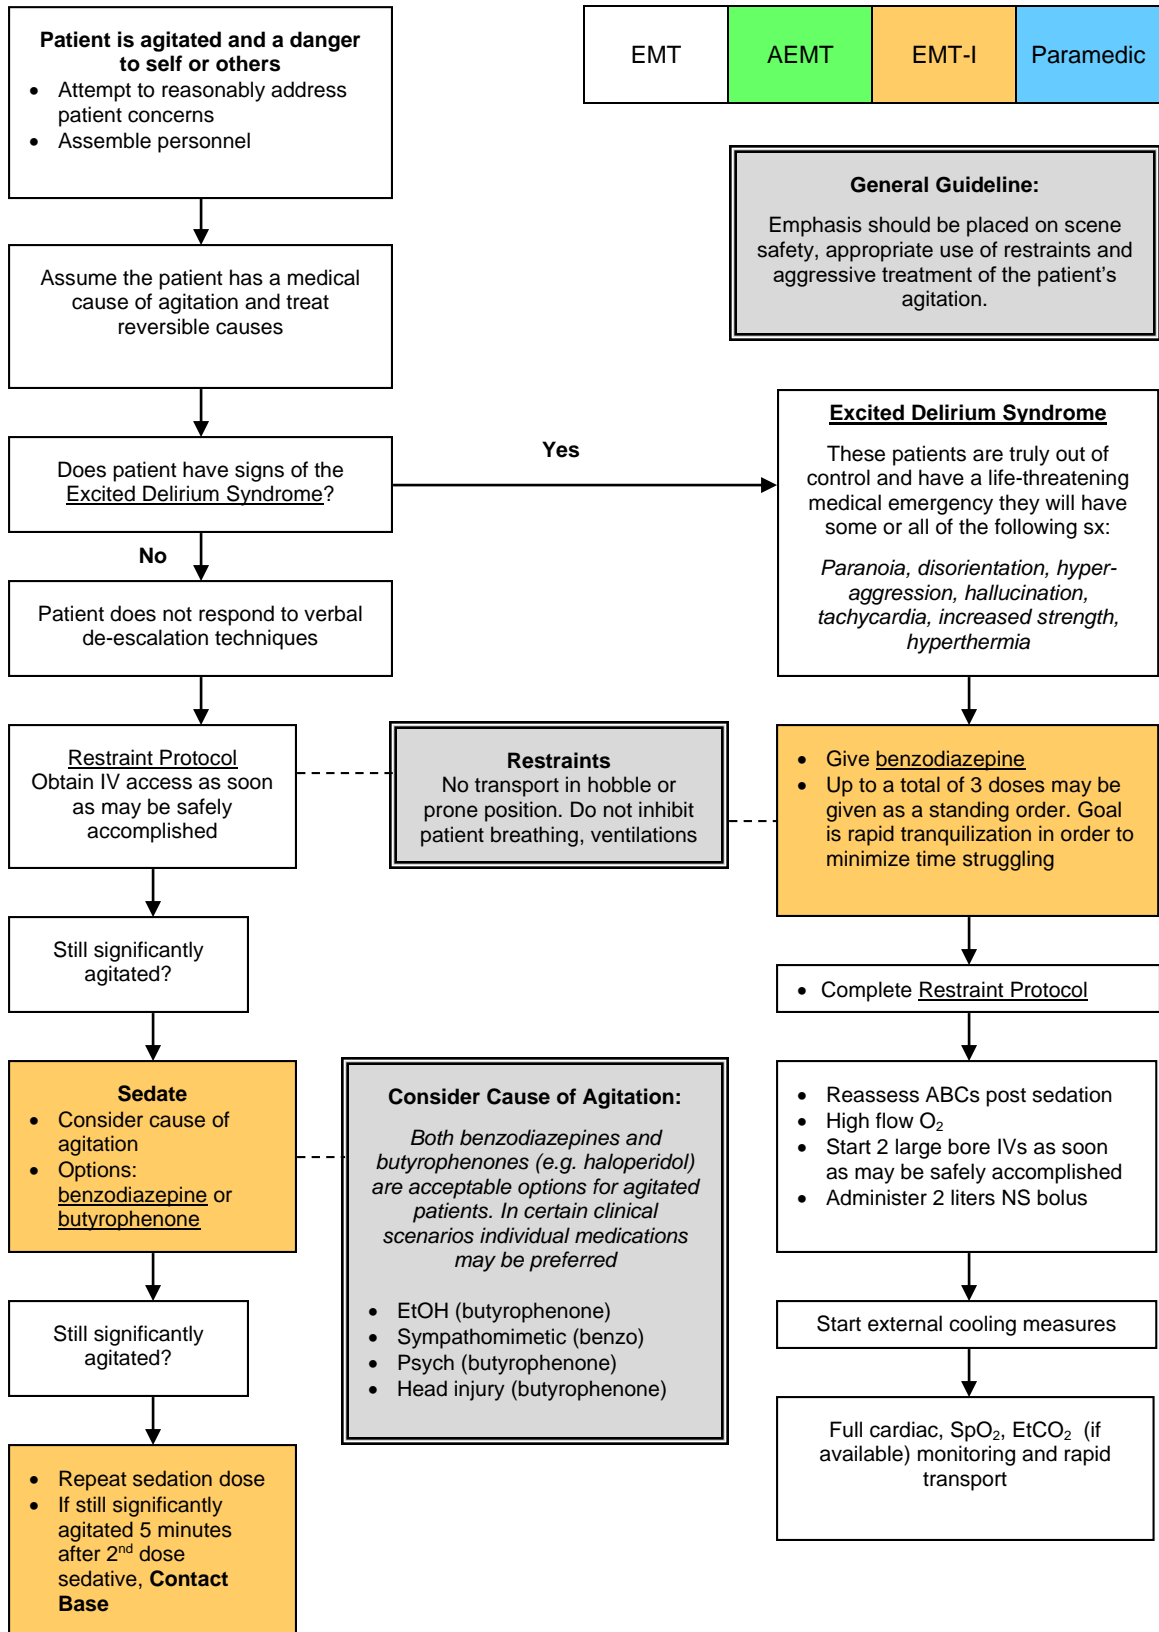 Patient is agitated and a danger
to self or others
• Attempt to reasonably address
patient concerns
• Assemble personnel
EMT
AEMT
EMT-I
Paramedic
General Guideline:
Emphasis should be placed on scene
safety, appropriate use of restraints and
aggressive treatment of the patient’s
agitation.
Assume the patient has a medical
cause of agitation and treat
reversible causes
Does patient have signs of the
Excited Delirium Syndrome?
Yes
No
Excited Delirium Syndrome
These patients are truly out of
control and have a life-threatening
medical emergency they will have
some or all of the following sx:
Paranoia, disorientation, hyper-
aggression, hallucination,
tachycardia, increased strength,
hyperthermia
Patient does not respond to verbal
de-escalation techniques
Restraint Protocol
Obtain IV access as soon
as may be safely
accomplished
Restraints
No transport in hobble or
prone position. Do not inhibit
patient breathing, ventilations
• Give benzodiazepine
• Up to a total of 3 doses may be
given as a standing order. Goal
is rapid tranquilization in order to
minimize time struggling
Still significantly
agitated?
• Complete Restraint Protocol
Sedate
• Consider cause of
agitation
• Options:
benzodiazepine or
butyrophenone
Consider Cause of Agitation:
Both benzodiazepines and
butyrophenones (e.g. haloperidol)
are acceptable options for agitated
patients. In certain clinical
scenarios individual medications
may be preferred
• EtOH (butyrophenone)
• Sympathomimetic (benzo)
• Psych (butyrophenone)
• Head injury (butyrophenone)
• Reassess ABCs post sedation
• High flow O₂
• Start 2 large bore IVs as soon
as may be safely accomplished
• Administer 2 liters NS bolus
Still significantly
agitated?
Start external cooling measures
Full cardiac, SpO₂, EtCO₂ (if
available) monitoring and rapid
transport
• Repeat sedation dose
• If still significantly
agitated 5 minutes
after 2nd dose
sedative, Contact
Base